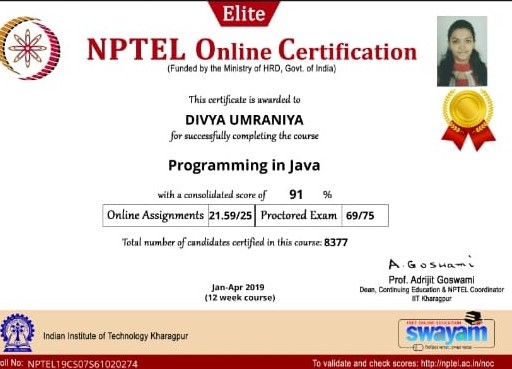 Elite
NPTEL Online Certification
(Funded by the Ministry of HRD, Govt. of India)
This certificate is awarded to
DIVYA UMRANIYA
for successfully completing the course
Programming in Java
with a consolidated score of 91 %
Online Assignments 21.59/25 Proctored Exam 69/75
Total number of candidates certified in this course: 8377
A. Goswami
Prof. Adrijit Goswami
Dean, Continuing Education & NPTEL Coordinator
IIT Kharagpur
Jan-Apr 2019
(12 week course)
Indian Institute of Technology Kharagpur
FREE ONLINE EDUCATION
swayam
oll No: NPTEL19CS07S61020274 To validate and check scores: http://nptel.ac.in/noc